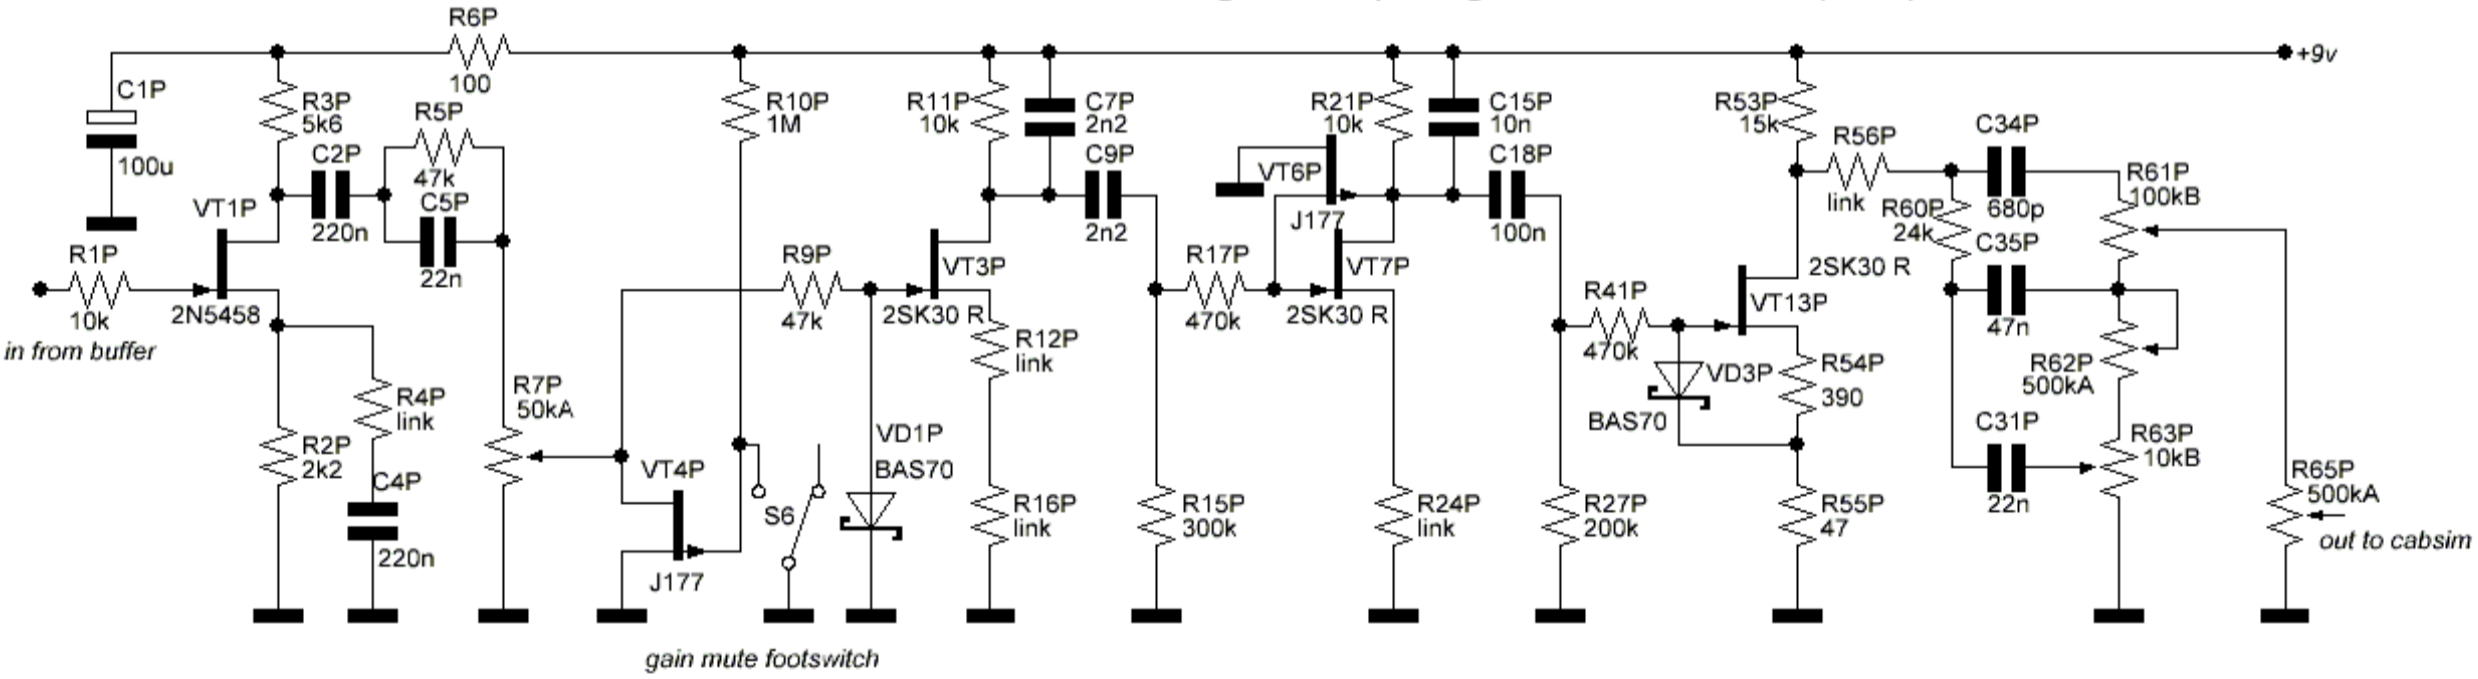 R6P
100
+9v
C1P
100u
R3P
5k6
R5P
47k
C2P
220n
C5P
22n
VT1P
2N5458
R1P
10k
in from buffer
R4P
link
R2P
2k2
C4P
220n
R7P
50kA
R10P
1M
VT4P
J177
S6
gain mute footswitch
R9P
47k
VD1P
BAS70
R11P
10k
C7P
2n2
C9P
2n2
VT3P
2SK30 R
R12P
link
R16P
link
R17P
470k
R15P
300k
R21P
10k
C15P
10n
VT6P
J177
C18P
100n
VT7P
2SK30 R
R24P
link
R41P
470k
R27P
200k
R53P
15k
R56P
link
2SK30 R
VT13P
VD3P
BAS70
R54P
390
R55P
47
C34P
680p
R60P
24k
C35P
47n
R61P
100kB
R62P
500kA
C31P
22n
R63P
10kB
R65P
500kA
out to cabsim